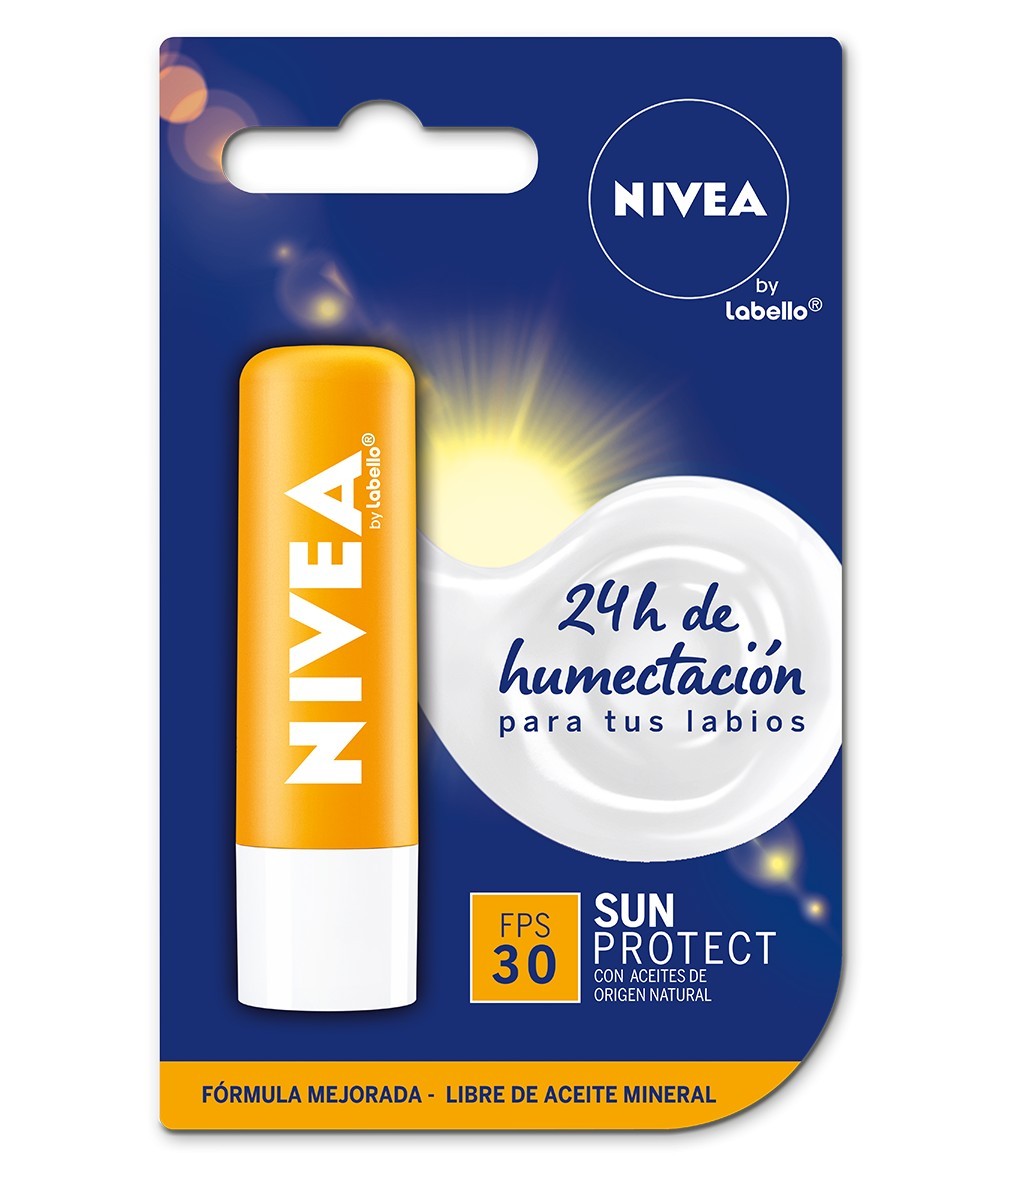 NIVEA
by
Labello®
NIVEA
by Labello®
24h de
humectación
para tus labios
FPS
30
SUN
PROTECT
CON ACEITES DE
ORIGEN NATURAL
FÓRMULA MEJORADA - LIBRE DE ACEITE MINERAL